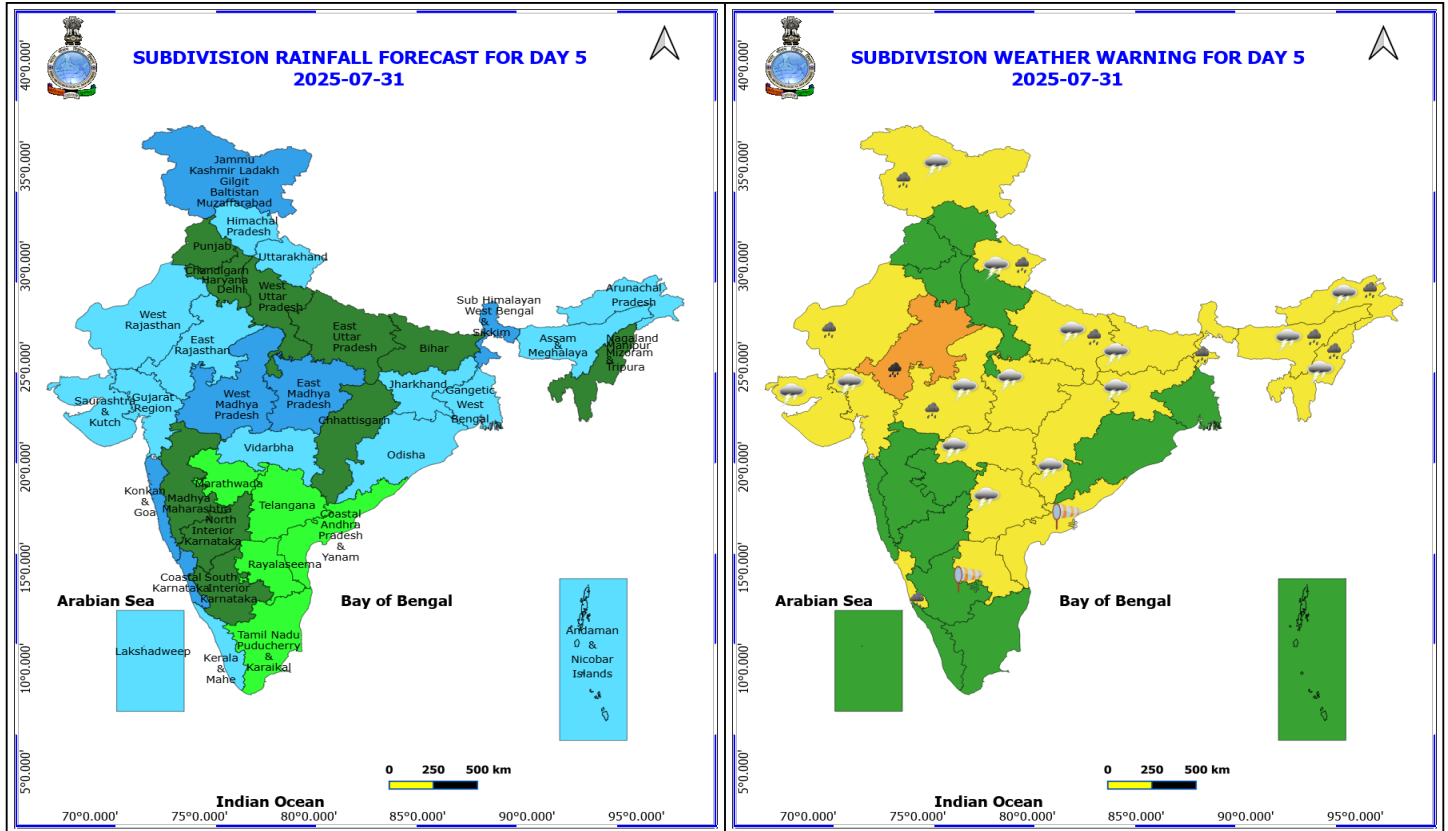 SUBDIVISION RAINFALL FORECAST FOR DAY 5
2025-07-31
40°0.000'
35°0.000'
30°0.000'
25°0.000'
20°0.000'
15°0.000'
10°0.000'
5°0.000'
Jammu
Kashmir Ladakh
Gilgit
Baltistan
Muzaffarabad
Himachal
Pradesh
Punjab
Uttarakhand
Chandigarh
Haryana
Delhi
West
Uttar
Pradesh
Arunachal
Pradesh
West
Rajasthan
East
Rajasthan
East
Uttar
Pradesh
Bihar
Sub Himalayan
West Bengal
&
Sikkim
Assam
&
Meghalaya
Nagaland
Manipur
Mizoram
&
Tripura
Saurashtra
&
Kutch
Gujarat
Region
West
Madhya
Pradesh
East
Madhya
Pradesh
Jharkhand
Gangetic
West
Bengal
Chhattisgarh
Vidarbha
Odisha
Konkan
&
Goa
Madhya
Maharashtra
Marathwada
Telangana
North
Interior
Karnataka
Coastal
Andhra
Pradesh
&
Yanam
Rayalaseema
Coastal
Karnataka
South
Interior
Karnataka
Arabian Sea
Bay of Bengal
Lakshadweep
Kerala
&
Mahe
Tamil Nadu
Puducherry
&
Karaikal
Andaman
&
Nicobar
Islands
0 250 500 km
Indian Ocean
70°0.000' 75°0.000' 80°0.000' 85°0.000' 90°0.000' 95°0.000'
SUBDIVISION WEATHER WARNING FOR DAY 5
2025-07-31
40°0.000'
35°0.000'
30°0.000'
25°0.000'
20°0.000'
15°0.000'
10°0.000'
5°0.000'
Arabian Sea
Bay of Bengal
0 250 500 km
Indian Ocean
70°0.000' 75°0.000' 80°0.000' 85°0.000' 90°0.000' 95°0.000'